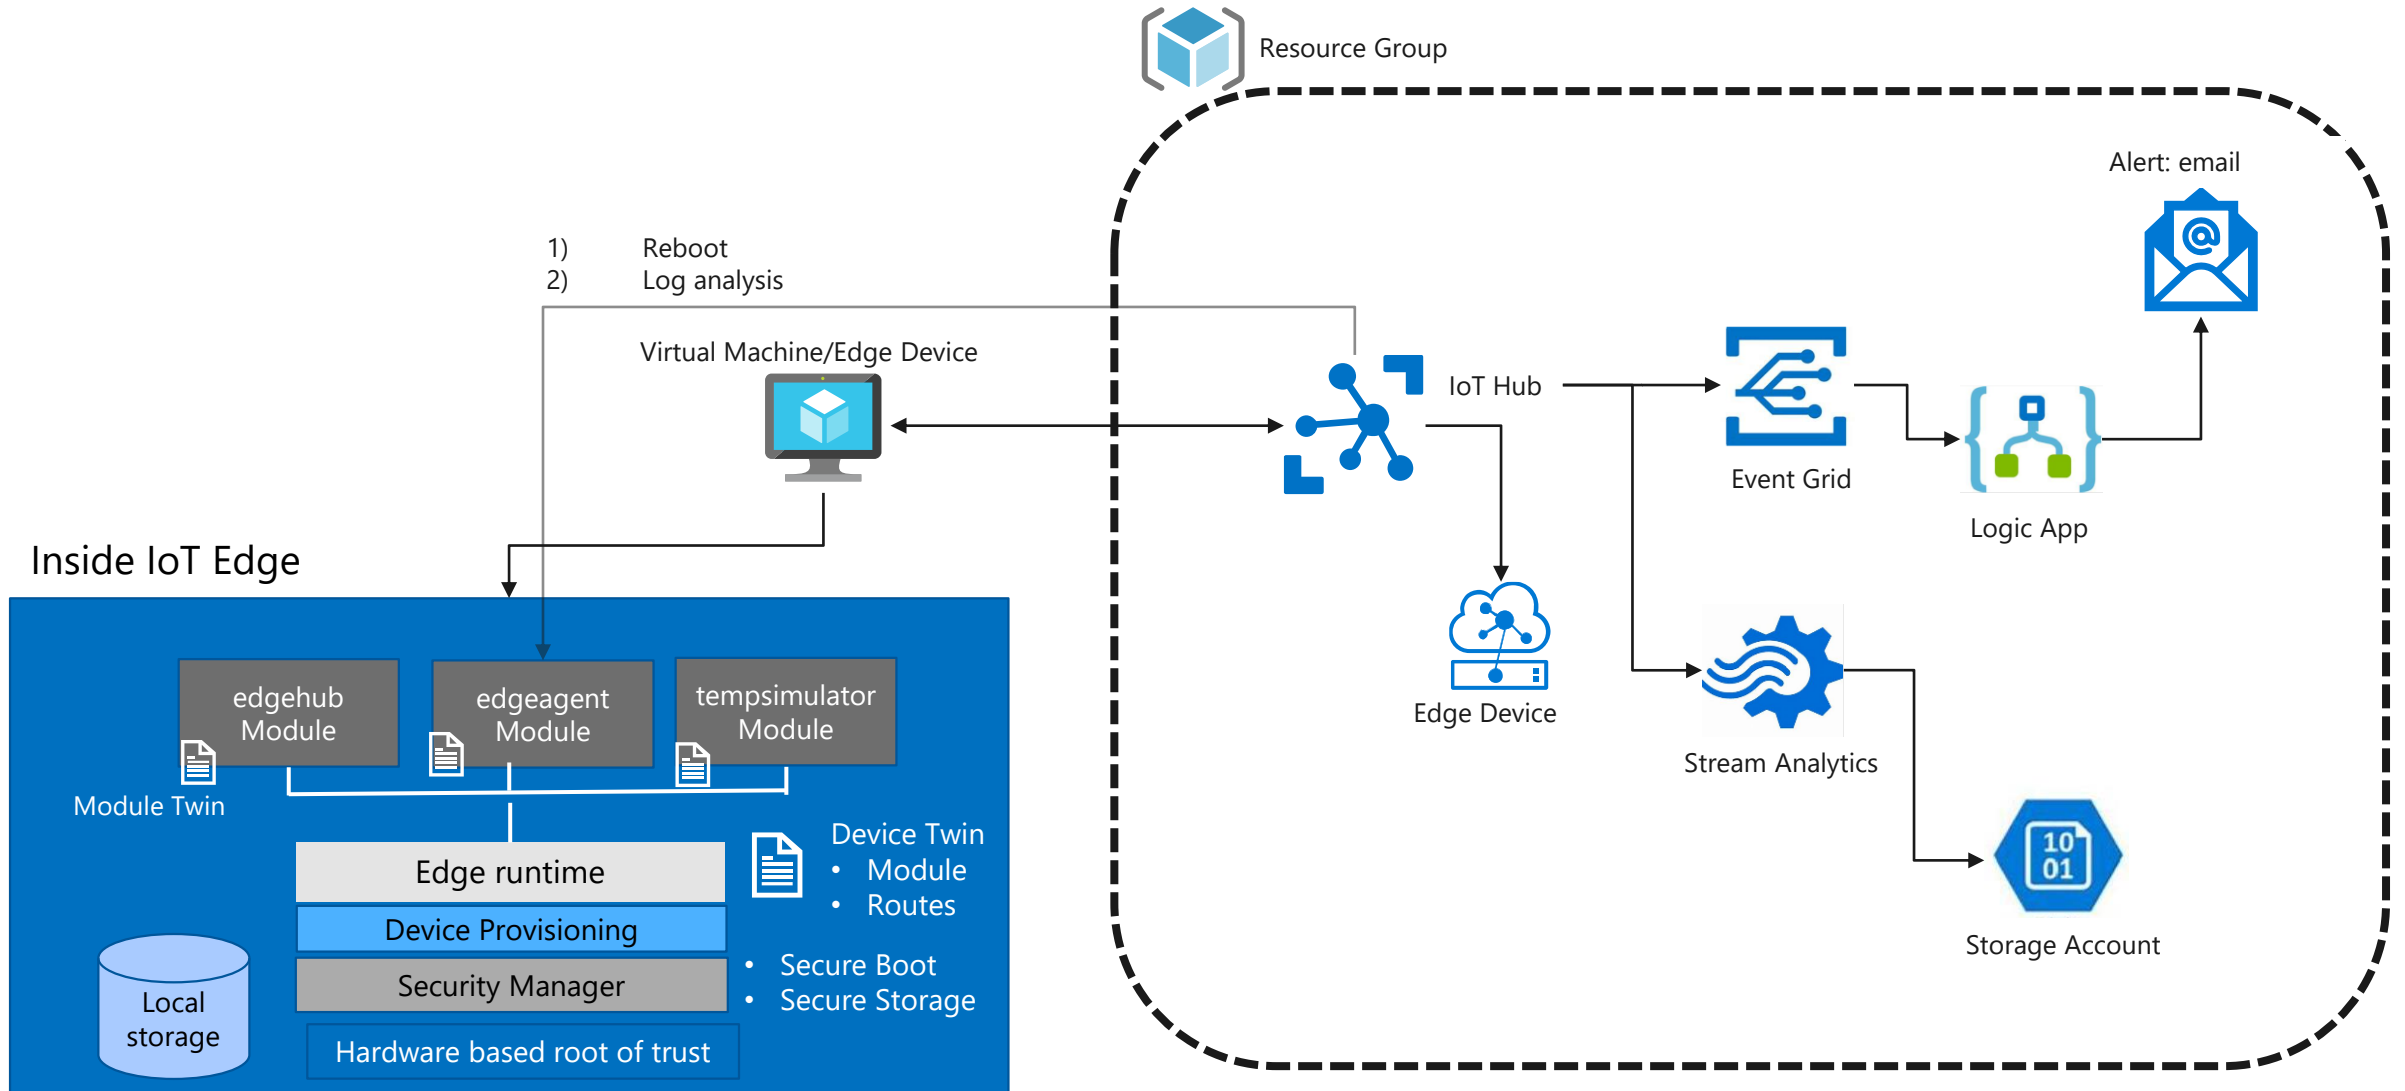 Resource Group
Alert: email
1) Reboot
2) Log analysis
Virtual Machine/Edge Device
IoT Hub
Event Grid
Logic App
Inside IoT Edge
edgehub
Module
edgeagent
Module
tempsimulator
Module
Edge Device
Stream Analytics
Module Twin
Device Twin
• Module
• Routes
Edge runtime
Device Provisioning
Security Manager
• Secure Boot
• Secure Storage
Local
storage
Hardware based root of trust
10
01
Storage Account